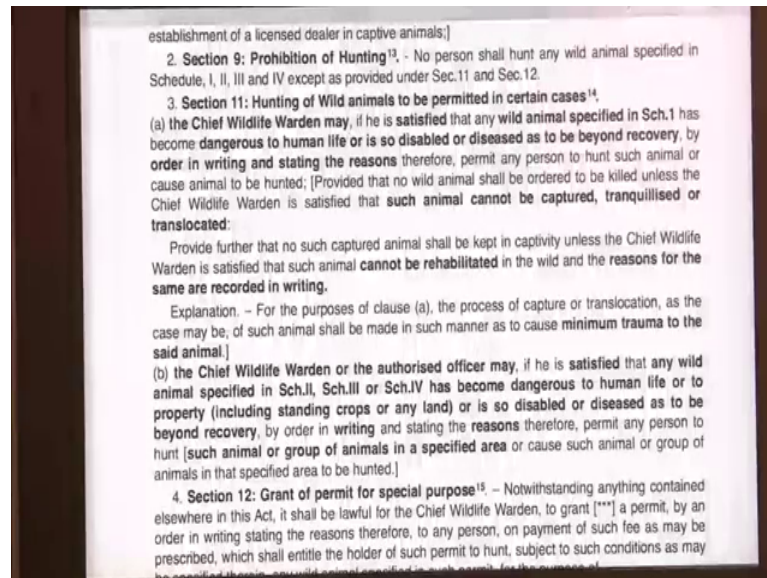 establishment of a licensed dealer in captive animals;]
2. Section 9: Prohibition of Hunting¹³. - No person shall hunt any wild animal specified in
Schedule, I, II, III and IV except as provided under Sec.11 and Sec.12.
3. Section 11: Hunting of Wild animals to be permitted in certain cases¹⁴.
(a) the Chief Wildlife Warden may, if he is satisfied that any wild animal specified in Sch.1 has
become dangerous to human life or is so disabled or diseased as to be beyond recovery, by
order in writing and stating the reasons therefore, permit any person to hunt such animal or
cause animal to be hunted; [Provided that no wild animal shall be ordered to be killed unless the
Chief Wildlife Warden is satisfied that such animal cannot be captured, tranquillised or
translocated:
Provide further that no such captured animal shall be kept in captivity unless the Chief Wildlife
Warden is satisfied that such animal cannot be rehabilitated in the wild and the reasons for the
same are recorded in writing.
Explanation. – For the purposes of clause (a), the process of capture or translocation, as the
case may be, of such animal shall be made in such manner as to cause minimum trauma to the
said animal.]
(b) the Chief Wildlife Warden or the authorised officer may, if he is satisfied that any wild
animal specified in Sch.II, Sch.III or Sch.IV has become dangerous to human life or to
property (including standing crops or any land) or is so disabled or diseased as to be
beyond recovery, by order in writing and stating the reasons therefore, permit any person to
hunt [such animal or group of animals in a specified area or cause such animal or group of
animals in that specified area to be hunted.]
4. Section 12: Grant of permit for special purpose¹⁵. – Notwithstanding anything contained
elsewhere in this Act, it shall be lawful for the Chief Wildlife Warden, to grant [***] a permit, by an
order in writing stating the reasons therefore, to any person, on payment of such fee as may be
prescribed, which shall entitle the holder of such permit to hunt, subject to such conditions as may